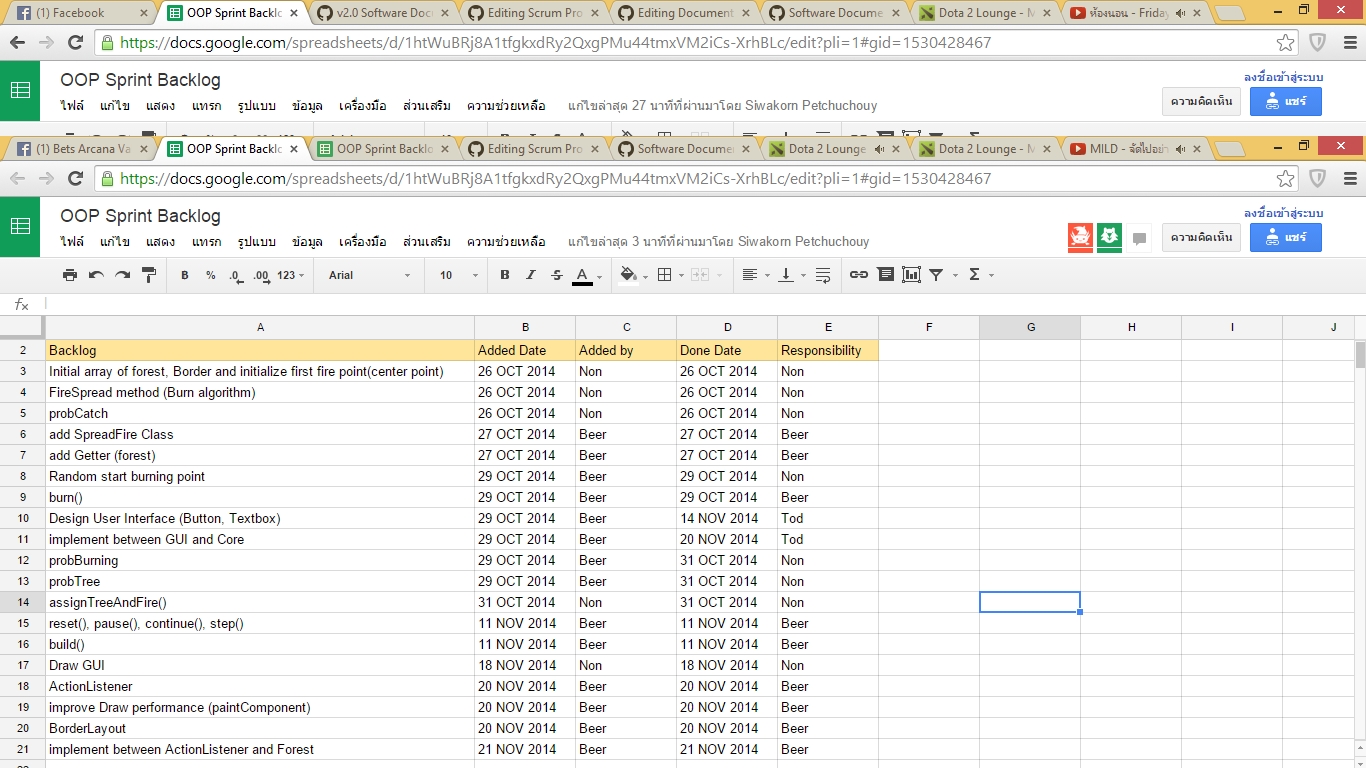 (1) Facebook OOP Sprint Backlo v2.0 Software Docu Editing Scrum Pro Editing Document Software Docume Dota 2 Lounge - M ห้องนอน - Friday
https://docs.google.com/spreadsheets/d/1htWuBRj8A1tfgkxdRy2QxgPMu44tmxVM2iCs-XrhBLc/edit?pli=1#gid=1530428467
OOP Sprint Backlog ลงชื่อเข้าสู่ระบบ
ไฟล์ แก้ไข แสดง แทรก รูปแบบ ข้อมูล เครื่องมือ ส่วนเสริม ความช่วยเหลือ แก้ไขล่าสุด 27 นาทีที่ผ่านมาโดย Siwakorn Petchuchouy ความคิดเห็น แชร์
(1) Bets Arcana Va OOP Sprint Backlo OOP Sprint Backlo Editing Scrum Pro Software Docume Dota 2 Lounge Dota 2 Lounge - M MILD - จัดไปอย่า
https://docs.google.com/spreadsheets/d/1htWuBRj8A1tfgkxdRy2QxgPMu44tmxVM2iCs-XrhBLc/edit?pli=1#gid=1530428467
OOP Sprint Backlog ลงชื่อเข้าสู่ระบบ
ไฟล์ แก้ไข แสดง แทรก รูปแบบ ข้อมูล เครื่องมือ ส่วนเสริม ความช่วยเหลือ แก้ไขล่าสุด 3 นาทีที่ผ่านมาโดย Siwakorn Petchuchouy ความคิดเห็น แชร์
B % .0 .00 123 Arial 10 B I S A Σ
fx
A B C D E F G H I J
2 Backlog Added Date Added by Done Date Responsibility
3 Initial array of forest, Border and initialize first fire point(center point) 26 OCT 2014 Non 26 OCT 2014 Non
4 FireSpread method (Burn algorithm) 26 OCT 2014 Non 26 OCT 2014 Non
5 probCatch 26 OCT 2014 Non 26 OCT 2014 Non
6 add SpreadFire Class 27 OCT 2014 Beer 27 OCT 2014 Beer
7 add Getter (forest) 27 OCT 2014 Beer 27 OCT 2014 Beer
8 Random start burning point 29 OCT 2014 Beer 29 OCT 2014 Non
9 burn() 29 OCT 2014 Beer 29 OCT 2014 Beer
10 Design User Interface (Button, Textbox) 29 OCT 2014 Beer 14 NOV 2014 Tod
11 implement between GUI and Core 29 OCT 2014 Beer 20 NOV 2014 Tod
12 probBurning 29 OCT 2014 Beer 31 OCT 2014 Non
13 probTree 29 OCT 2014 Beer 31 OCT 2014 Non
14 assignTreeAndFire() 31 OCT 2014 Non 31 OCT 2014 Non
15 reset(), pause(), continue(), step() 11 NOV 2014 Beer 11 NOV 2014 Beer
16 build() 11 NOV 2014 Beer 11 NOV 2014 Beer
17 Draw GUI 18 NOV 2014 Non 18 NOV 2014 Non
18 ActionListener 20 NOV 2014 Beer 20 NOV 2014 Beer
19 improve Draw performance (paintComponent) 20 NOV 2014 Beer 20 NOV 2014 Beer
20 BorderLayout 20 NOV 2014 Beer 20 NOV 2014 Beer
21 implement between ActionListener and Forest 21 NOV 2014 Beer 21 NOV 2014 Beer